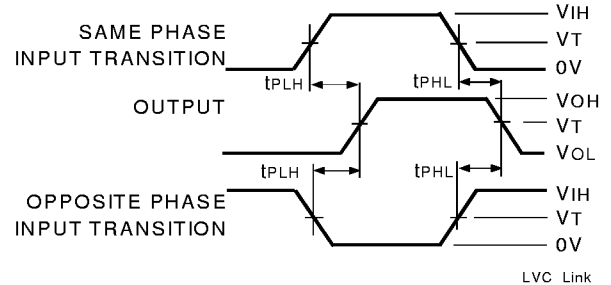 SAME PHASE
INPUT TRANSITION
VIH
VT
0V
tPLH
tPHL
OUTPUT
VOH
VT
VOL
tPLH
tPHL
OPPOSITE PHASE
INPUT TRANSITION
VIH
VT
0V
LVC Link